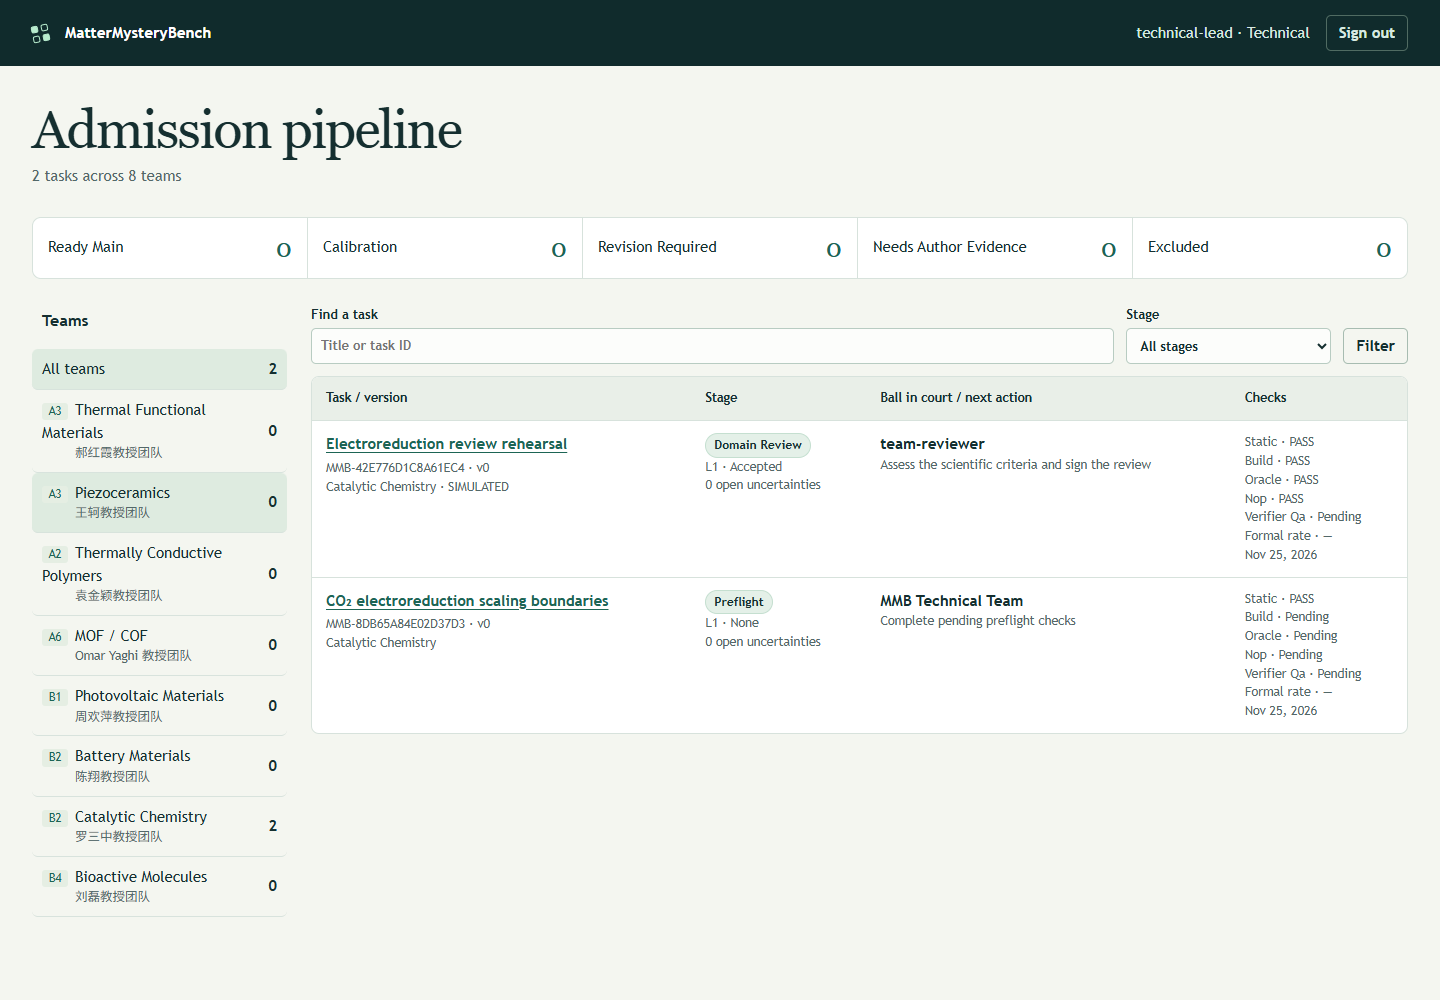 MatterMysteryBench
technical-lead · Technical
Sign out
Admission pipeline
2 tasks across 8 teams
Ready Main
0
Calibration
0
Revision Required
0
Needs Author Evidence
0
Excluded
0
Teams
All teams
2
A3 Thermal Functional
Materials
郝红霞教授团队
0
A3 Piezoceramics
王轲教授团队
0
A2 Thermally Conductive
Polymers
袁金颖教授团队
0
A6 MOF / COF
Omar Yaghi 教授团队
0
B1 Photovoltaic Materials
周欢萍教授团队
0
B2 Battery Materials
陈翔教授团队
0
B2 Catalytic Chemistry
罗三中教授团队
2
B4 Bioactive Molecules
刘磊教授团队
0
Find a task
Title or task ID
Stage
All stages
Filter
Task / version
Stage
Ball in court / next action
Checks
Electroreduction review rehearsal
MMB-42E776D1C8A61EC4 · v0
Catalytic Chemistry · SIMULATED
Domain Review
L1 · Accepted
0 open uncertainties
team-reviewer
Assess the scientific criteria and sign the review
Static · PASS
Build · PASS
Oracle · PASS
Nop · PASS
Verifier Qa · Pending
Formal rate · —
Nov 25, 2026
CO₂ electroreduction scaling boundaries
MMB-8DB65A84E02D37D3 · v0
Catalytic Chemistry
Preflight
L1 · None
0 open uncertainties
MMB Technical Team
Complete pending preflight checks
Static · PASS
Build · Pending
Oracle · Pending
Nop · Pending
Verifier Qa · Pending
Formal rate · —
Nov 25, 2026